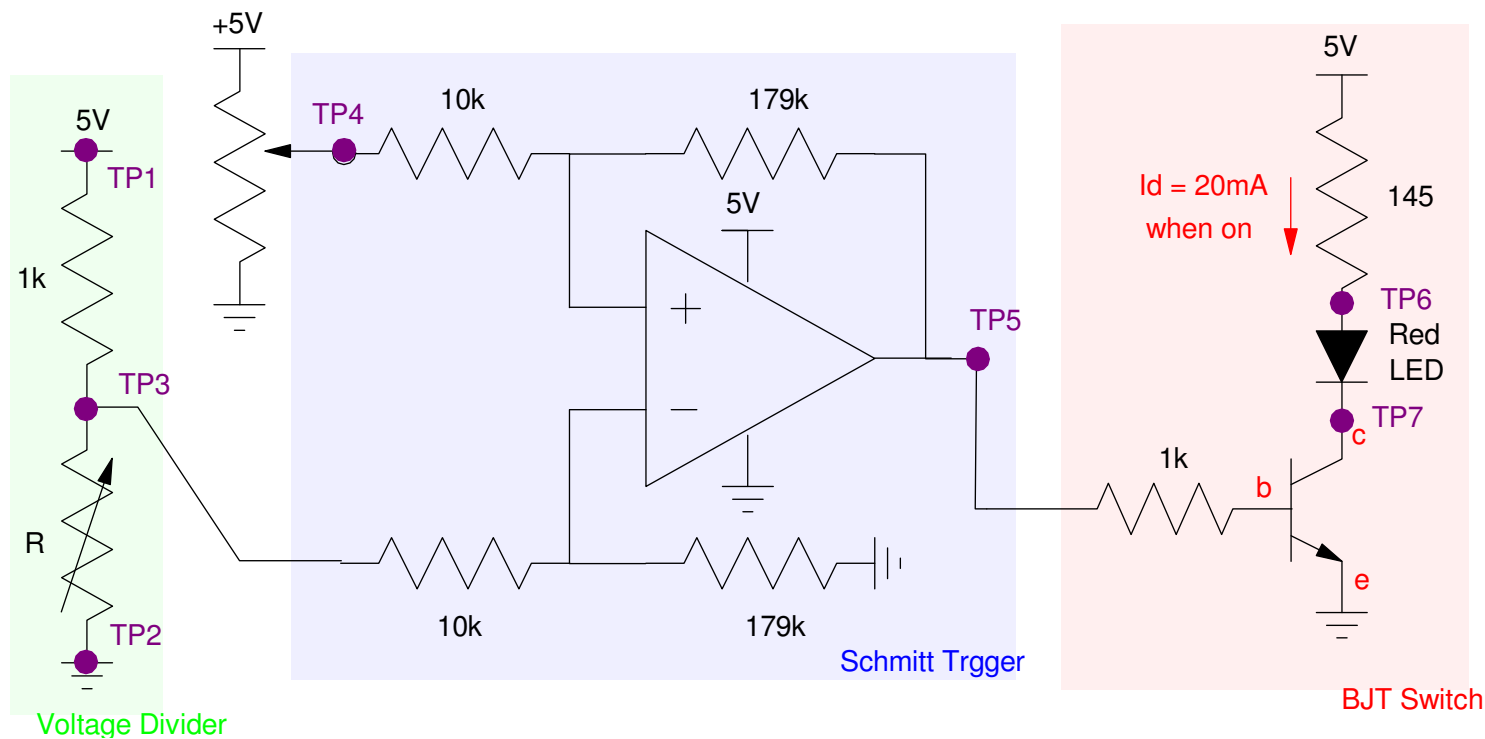 +5V
5V
TP1
1k
TP3
R
TP2
Voltage Divider
TP4
10k
179k
5V
+
−
TP5
10k
179k
Schmitt Trgger
5V
Id = 20mA
when on
145
TP6
Red
LED
TP7
c
1k
b
e
BJT Switch